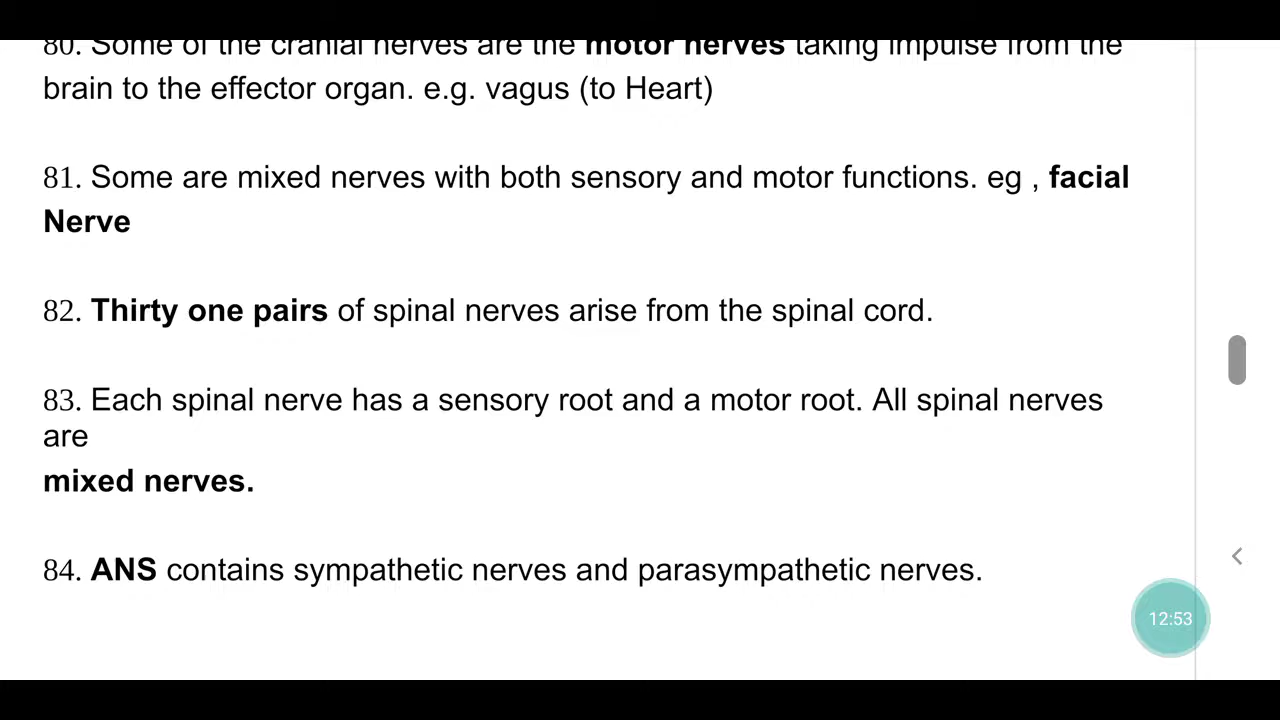 80. Some of the cranial nerves are the motor nerves taking impulse from the
brain to the effector organ. e.g. vagus (to Heart)
81. Some are mixed nerves with both sensory and motor functions. eg , facial
Nerve
82. Thirty one pairs of spinal nerves arise from the spinal cord.
83. Each spinal nerve has a sensory root and a motor root. All spinal nerves
are
mixed nerves.
84. ANS contains sympathetic nerves and parasympathetic nerves.
12:53